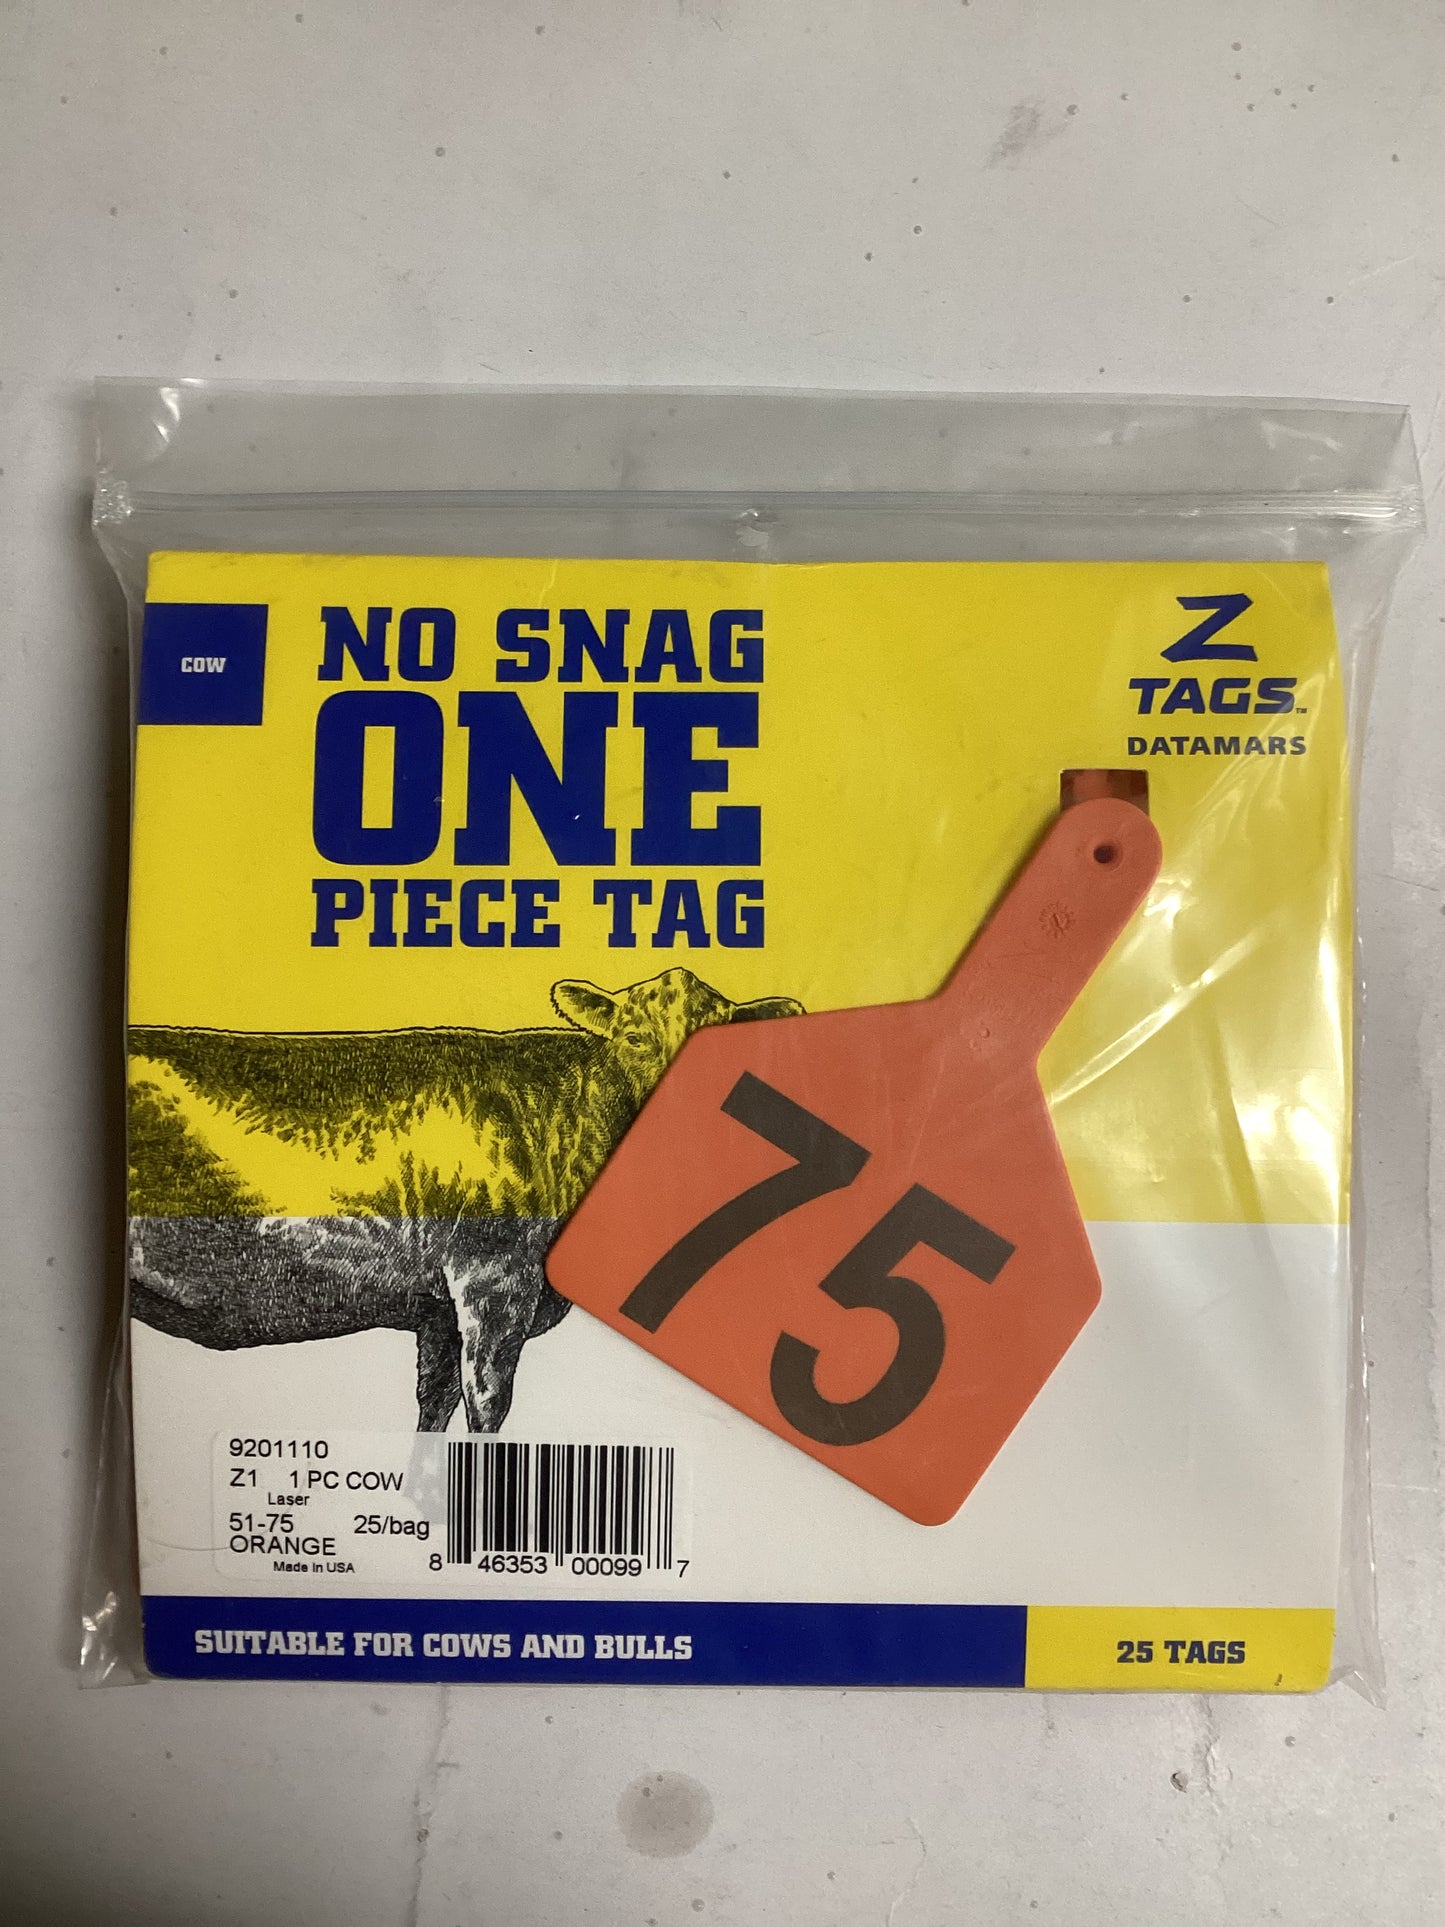 COW
NO SNAG
ONE
PIECE TAG
Z
TAGS™
DATAMARS
75
9201110
Z1 1 PC COW
Laser
51-75 25/bag
ORANGE
Made in USA
8 46353 00099 7
SUITABLE FOR COWS AND BULLS
25 TAGS